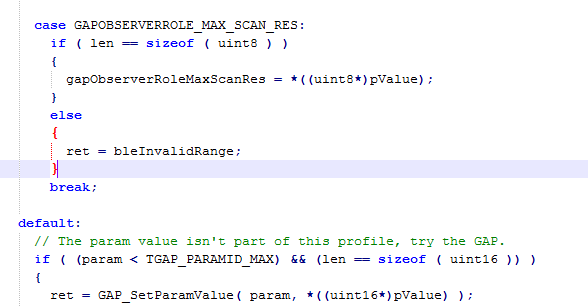 case GAPOBSERVERROLE_MAX_SCAN_RES:
if ( len == sizeof ( uint8 ) )
{
gapObserverRoleMaxScanRes = *((uint8*)pValue);
}
else
{
ret = bleInvalidRange;
}
break;
default:
// The param value isn't part of this profile, try the GAP.
if ( (param < TGAP_PARAMID_MAX) && (len == sizeof ( uint16 )) )
{
ret = GAP_SetParamValue( param, *((uint16*)pValue) );